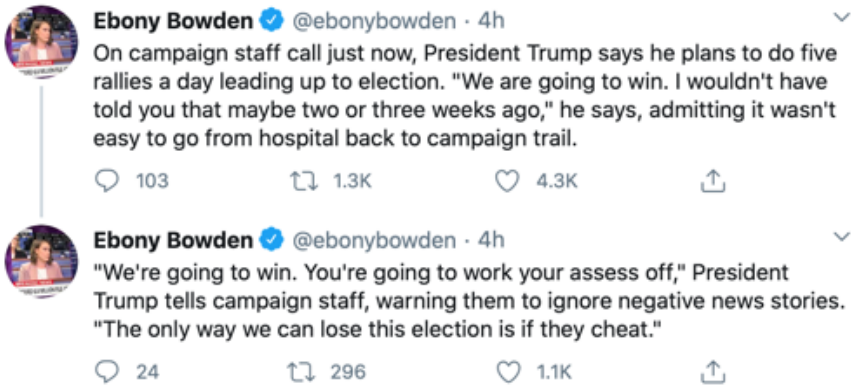 Ebony Bowden @ebonybowden · 4h
On campaign staff call just now, President Trump says he plans to do five
rallies a day leading up to election. "We are going to win. I wouldn't have
told you that maybe two or three weeks ago," he says, admitting it wasn't
easy to go from hospital back to campaign trail.
103 1.3K 4.3K
Ebony Bowden @ebonybowden · 4h
"We're going to win. You're going to work your assess off," President
Trump tells campaign staff, warning them to ignore negative news stories.
"The only way we can lose this election is if they cheat."
24 296 1.1K